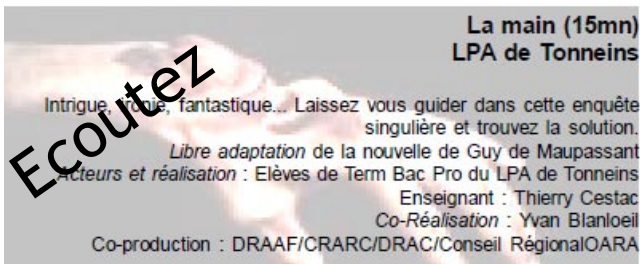 La main (15mn)
LPA de Tonneins
Intrigue, ironie, fantastique... Laissez vous guider dans cette enquête
singulière et trouvez la solution.
Libre adaptation de la nouvelle de Guy de Maupassant
Acteurs et réalisation : Elèves de Term Bac Pro du LPA de Tonneins
Enseignant : Thierry Cestac
Co-Réalisation : Yvan Blanloeil
Co-production : DRAAF/CRARC/DRAC/Conseil RégionalOARA
Ecoutez